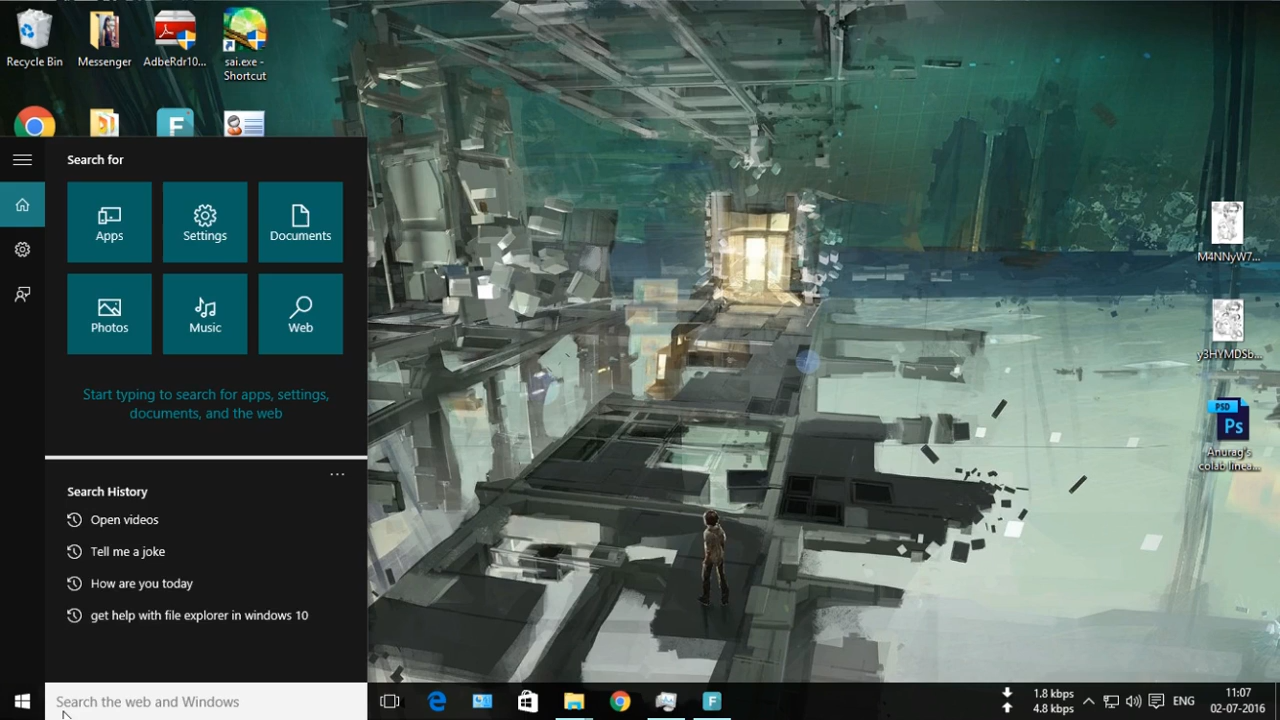 Recycle Bin
Messenger
AdbeRdr10...
sai.exe -
Shortcut
F
Search for
Apps
Settings
Documents
Photos
Music
Web
Start typing to search for apps, settings,
documents, and the web
Search History
Open videos
Tell me a joke
How are you today
get help with file explorer in windows 10
M4NNyW7...
y3HYMDSb...
PSD
Ps
Anurag's
colab linea...
Search the web and Windows
F
1.8 kbps
4.8 kbps
ENG
11:07
02-07-2016